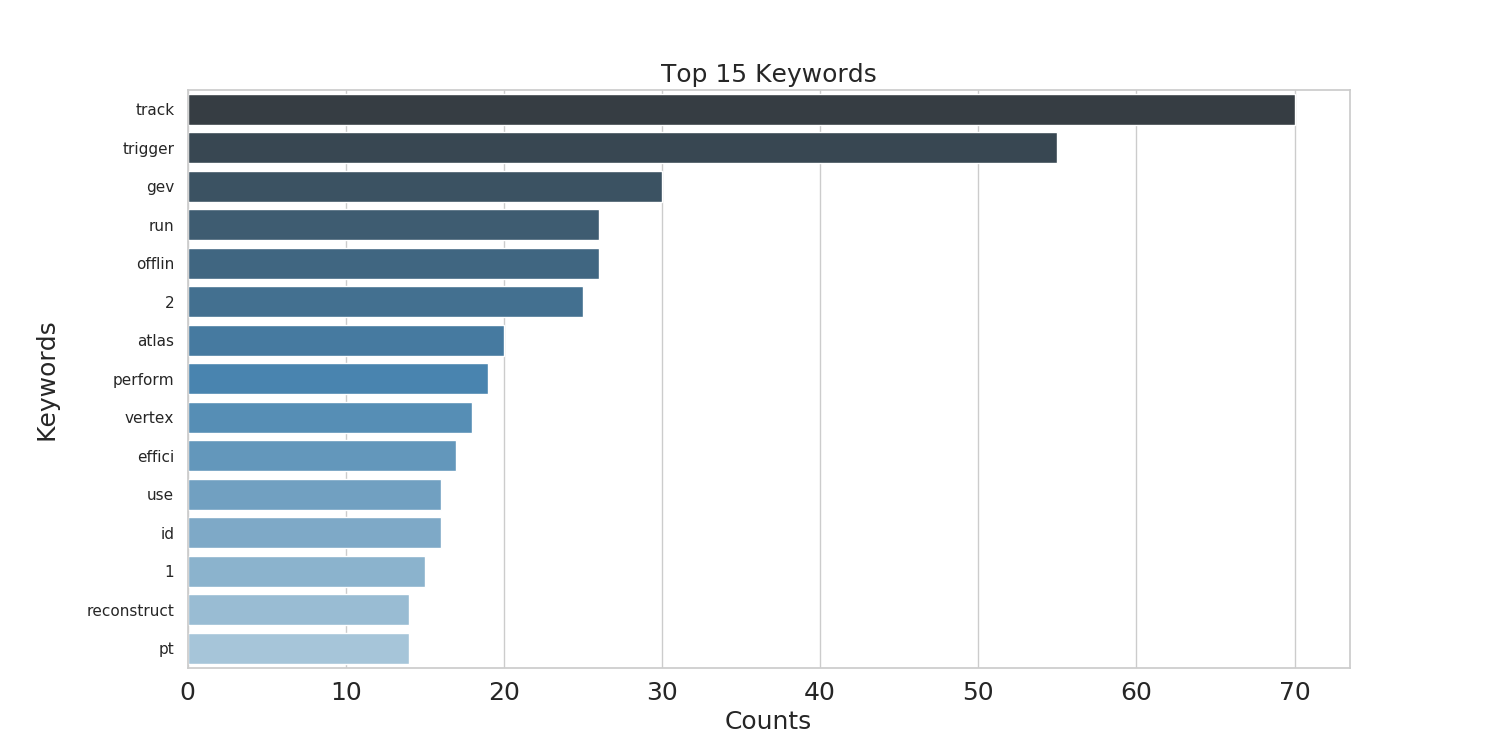 Top 15 Keywords
Keywords
track
trigger
gev
run
offlin
2
atlas
perform
vertex
effici
use
id
1
reconstruct
pt
0 10 20 30 40 50 60 70
Counts